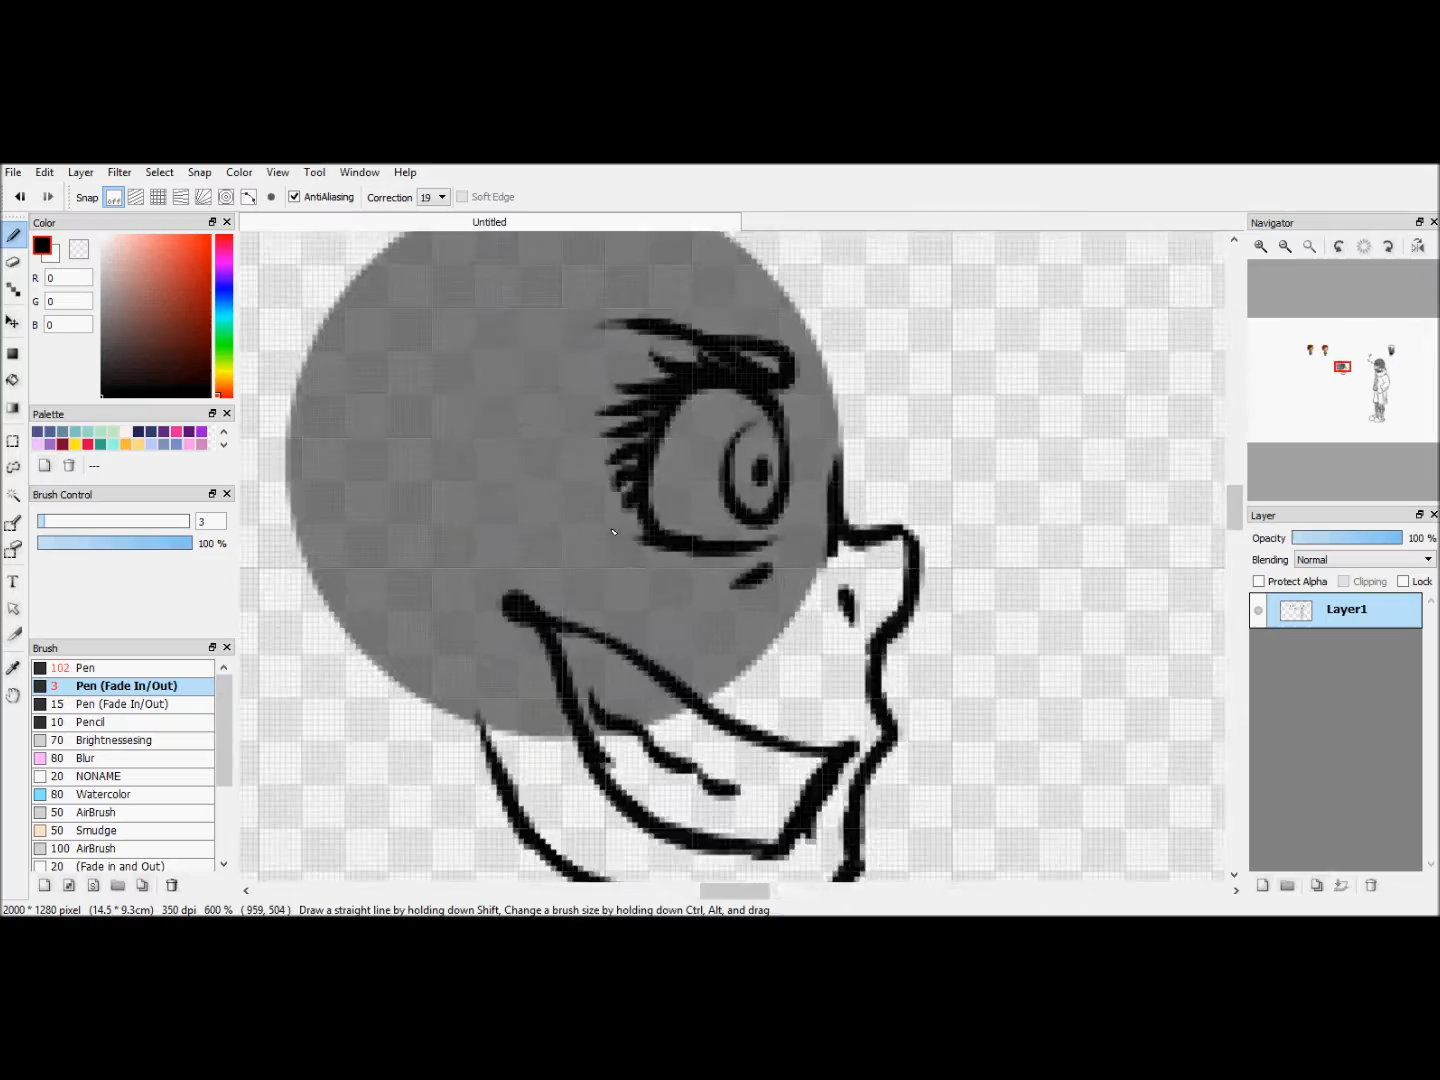 File Edit Layer Filter Select Snap Color View Tool Window Help
Snap off AntiAliasing Correction 19 Soft Edge
Color
Untitled
Navigator
R 0
G 0
B 0
Palette
---
Brush Control
3
100 %
Brush
102 Pen
3 Pen (Fade In/Out)
15 Pen (Fade In/Out)
10 Pencil
70 Brightnessesing
80 Blur
20 NONAME
80 Watercolor
50 AirBrush
50 Smudge
100 AirBrush
20 (Fade in and Out)
Layer
Opacity 100 %
Blending Normal
Protect Alpha Clipping Lock
Layer1
2000 * 1280 pixel (14.5 * 9.3cm) 350 dpi 600 % ( 959, 504 ) Draw a straight line by holding down Shift, Change a brush size by holding down Ctrl, Alt, and drag